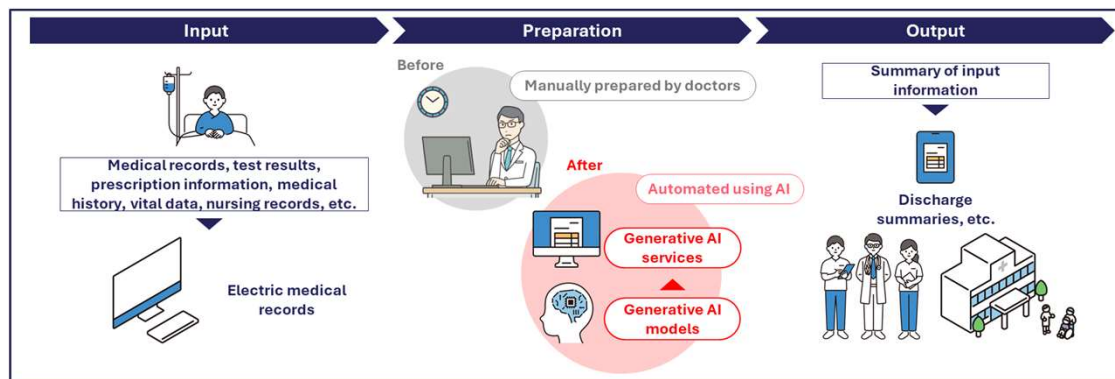 Input
Preparation
Output
Medical records, test results,
prescription information, medical
history, vital data, nursing records, etc.
Electric medical
records
Before
Manually prepared by doctors
After
Automated using AI
Generative AI
services
Generative AI
models
Summary of input
information
Discharge
summaries, etc.